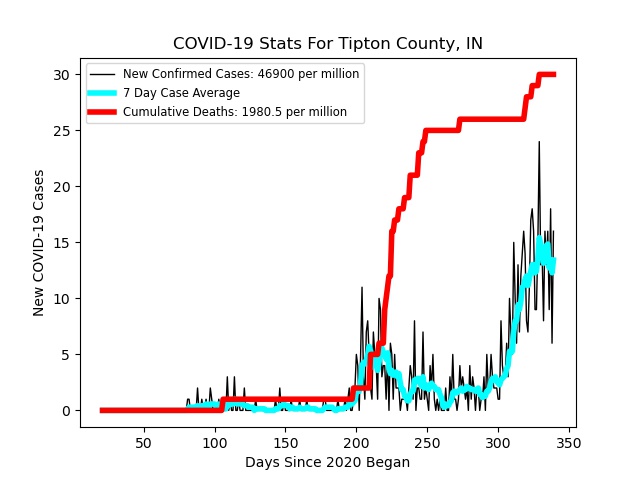 COVID-19 Stats For Tipton County, IN
New Confirmed Cases: 46900 per million
7 Day Case Average
Cumulative Deaths: 1980.5 per million
New COVID-19 Cases
30
25
20
15
10
5
0
50
100
150
200
250
300
350
Days Since 2020 Began